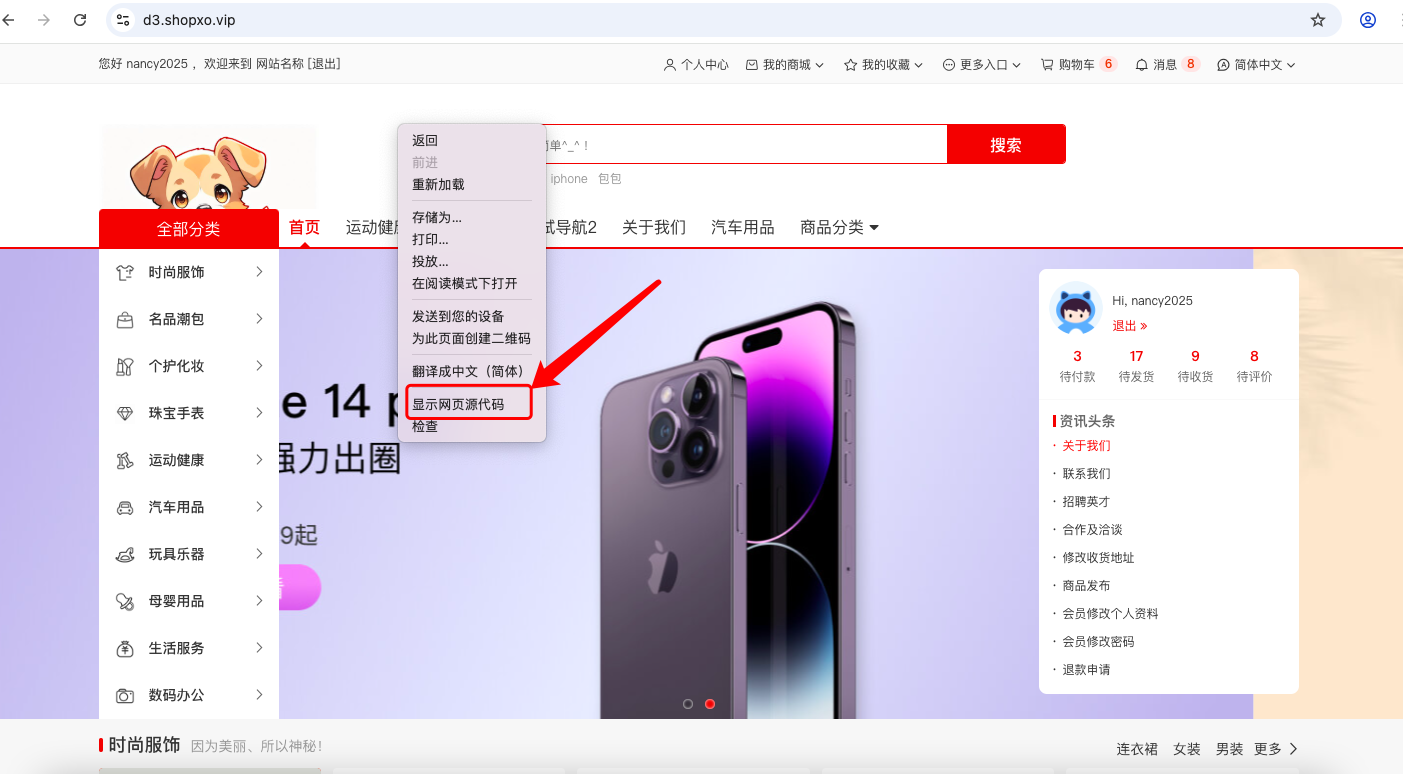 d3.shopxo.vip
您好 nancy2025 ，欢迎来到 网站名称 [退出]
个人中心 我的商城 我的收藏 更多入口 购物车 6 消息 8 简体中文
简单^_^ !
搜索
iphone 包包
全部分类 首页 运动健 试导航2 关于我们 汽车用品 商品分类
返回
前进
重新加载
存储为...
打印...
投放...
在阅读模式下打开
发送到您的设备
为此页面创建二维码
翻译成中文（简体）
显示网页源代码
检查
时尚服饰
名品潮包
个护化妆
珠宝手表
运动健康
汽车用品
玩具乐器
母婴用品
生活服务
数码办公
e 14 p
强力出圈
9起
Hi, nancy2025
退出 »
3 17 9 8
待付款 待发货 待收货 待评价
资讯头条
· 关于我们
· 联系我们
· 招聘英才
· 合作及洽谈
· 修改收货地址
· 商品发布
· 会员修改个人资料
· 会员修改密码
· 退款申请
时尚服饰 因为美丽、所以神秘！
连衣裙 女装 男装 更多